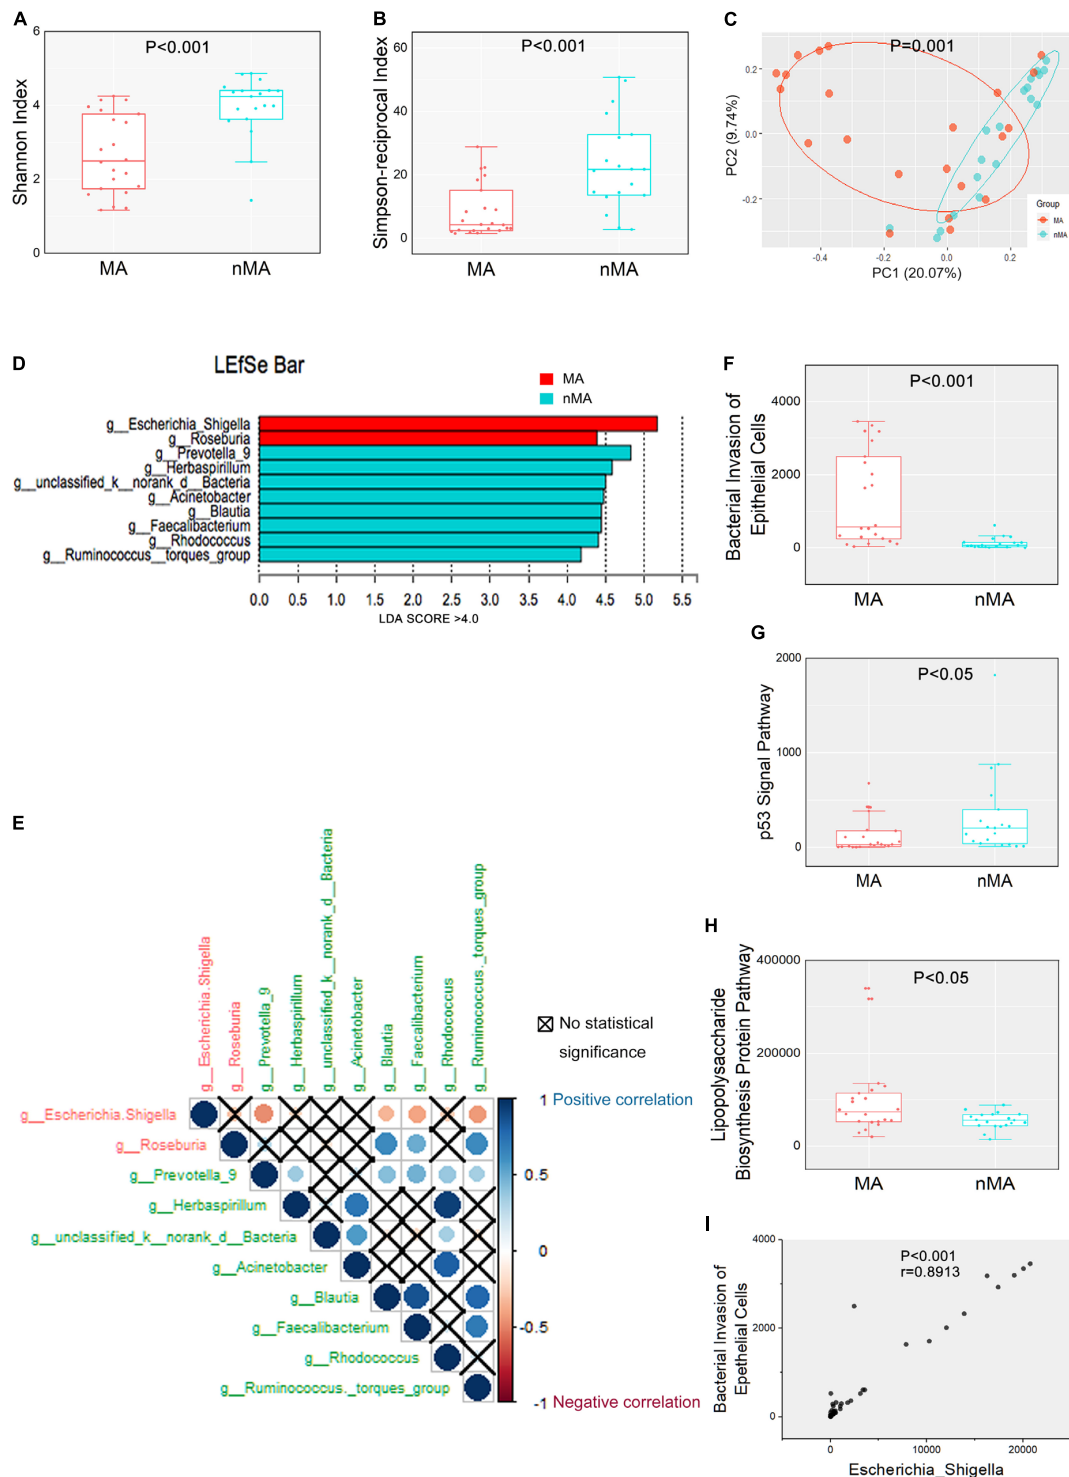 A
P<0.001
Shannon Index
6
4
2
0
MA
nMA
B
P<0.001
Simpson-reciprocal Index
60
40
20
0
MA
nMA
C
P=0.001
PC2 (9.74%)
0.2
0.0
-0.2
-0.4
-0.2
0.0
0.2
PC1 (20.07%)
Group
MA
nMA
D
LEfSe Bar
MA
nMA
g__Escherichia_Shigella
g__Roseburia
g__Prevotella_9
g__Herbaspirillum
g__unclassified_k__norank_d__Bacteria
g__Acinetobacter
g__Blautia
g__Faecalibacterium
g__Rhodococcus
g__Ruminococcus__torques_group
0.0 0.5 1.0 1.5 2.0 2.5 3.0 3.5 4.0 4.5 5.0 5.5
LDA SCORE >4.0
E
g__Escherichia.Shigella
g__Roseburia
g__Prevotella_9
g__Herbaspirillum
g__unclassified_k__norank_d__Bacteria
g__Acinetobacter
g__Blautia
g__Faecalibacterium
g__Rhodococcus
g__Ruminococcus._torques_group
No statistical
significance
g__Escherichia.Shigella
g__Roseburia
g__Prevotella_9
g__Herbaspirillum
g__unclassified_k__norank_d__Bacteria
g__Acinetobacter
g__Blautia
g__Faecalibacterium
g__Rhodococcus
g__Ruminococcus._torques_group
1 Positive correlation
0.5
0
-0.5
-1 Negative correlation
F
P<0.001
Bacterial Invasion of
Epithelial Cells
4000
2000
0
MA
nMA
G
P<0.05
p53 Signal Pathway
2000
1000
0
MA
nMA
H
P<0.05
Lipopolysaccharide
Biosynthesis Protein Pathway
400000
200000
0
MA
nMA
I
P<0.001
r=0.8913
Bacterial Invasion of
Epethelial Cells
4000
2000
0
0
10000
20000
Escherichia_Shigella